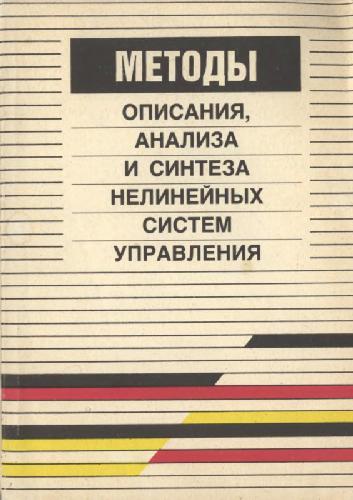 МЕТОДЫ
ОПИСАНИЯ,
АНАЛИЗА
И СИНТЕЗА
НЕЛИНЕЙНЫХ
СИСТЕМ
УПРАВЛЕНИЯ